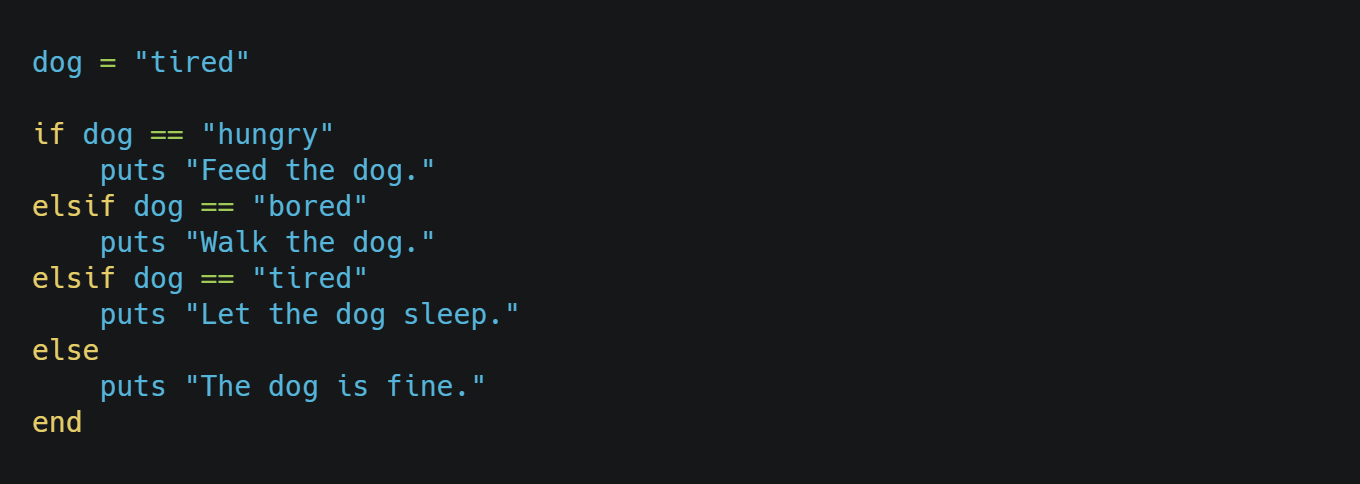 dog = "tired"
if dog == "hungry"
    puts "Feed the dog."
elsif dog == "bored"
    puts "Walk the dog."
elsif dog == "tired"
    puts "Let the dog sleep."
else
    puts "The dog is fine."
end